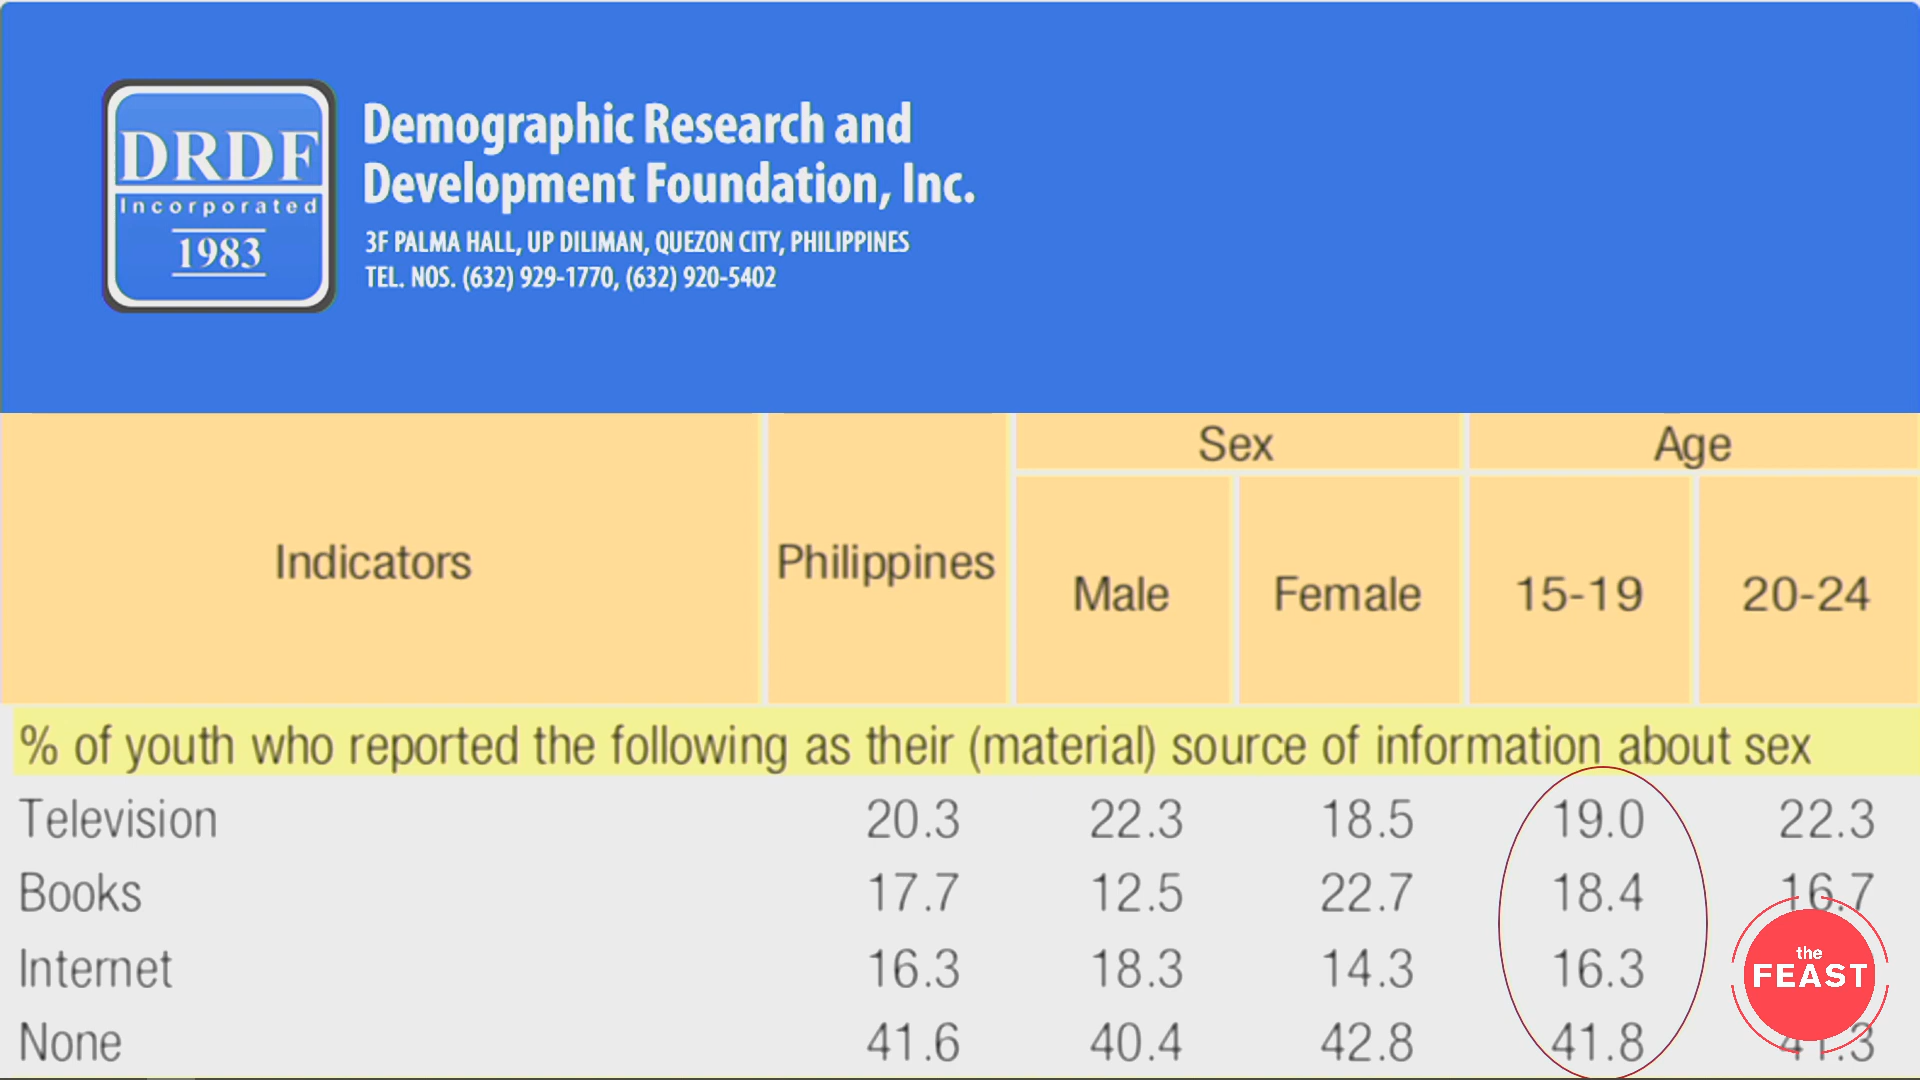 DRDF
Incorporated
1983
Demographic Research and
Development Foundation, Inc.
3F PALMA HALL, UP DILIMAN, QUEZON CITY, PHILIPPINES
TEL. NOS. (632) 929-1770, (632) 920-5402
Indicators Philippines Sex Age
Male Female 15-19 20-24
% of youth who reported the following as their (material) source of information about sex
Television 20.3 22.3 18.5 19.0 22.3
Books 17.7 12.5 22.7 18.4 16.7
Internet 16.3 18.3 14.3 16.3
the
FEAST
None 41.6 40.4 42.8 41.8 41.3